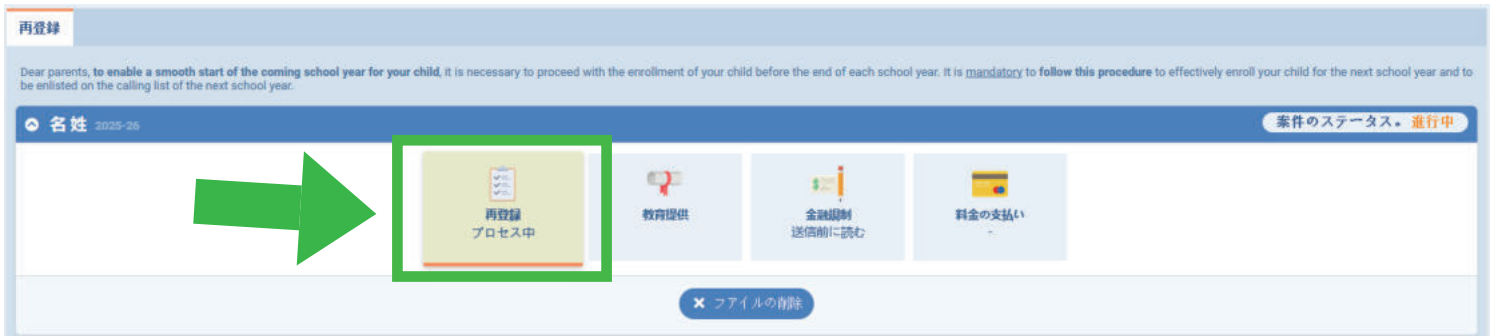 再登録
Dear parents, to enable a smooth start of the coming school year for your child, it is necessary to proceed with the enrollment of your child before the end of each school year. It is mandatory to follow this procedure to effectively enroll your child for the next school year and to
be enlisted on the calling list of the next school year.
名姓 2025-26 案件のステータス。進行中
再登録
プロセス中
教育提供
金融規制
送信前に読む
料金の支払い
-
× ファイルの削除